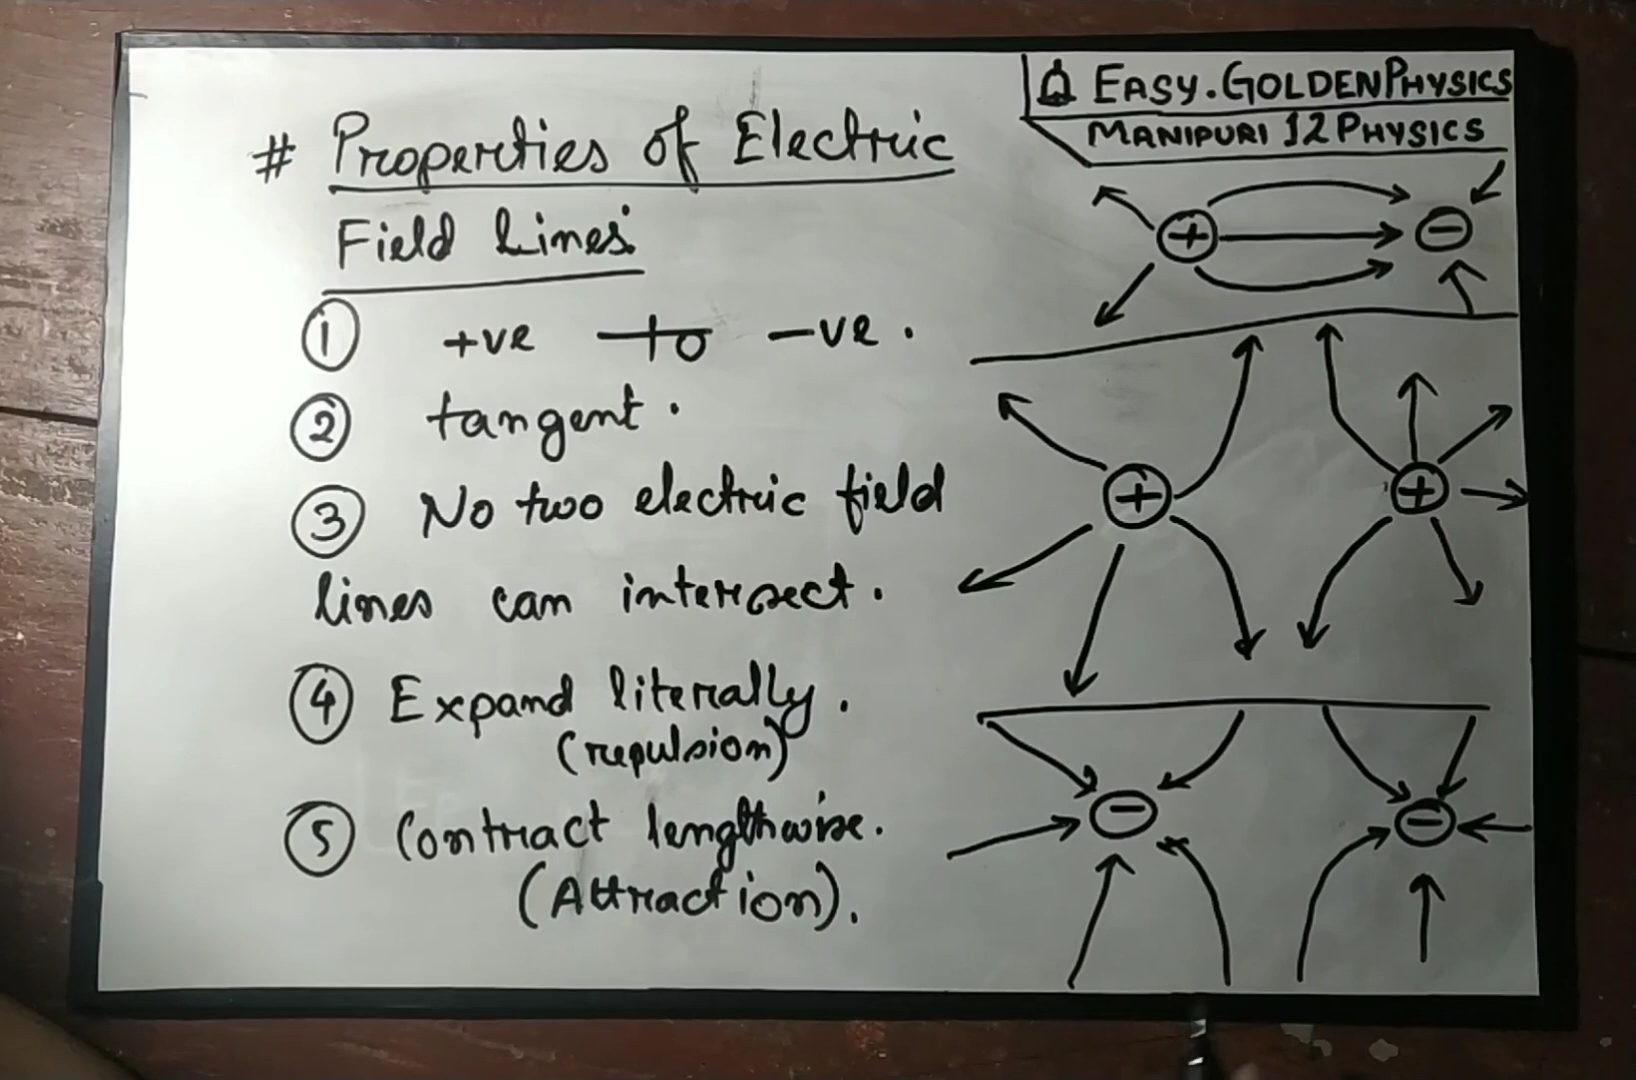 EASY.GOLDENPHYSICS
MANIPURI 12 PHYSICS
# Properties of Electric
Field Lines:
① +ve to -ve.
② tangent.
③ No two electric field
lines can intersect.
④ Expand literally.
(repulsion)
⑤ Contract lengthwise.
(Attraction).
+ -
+ +
- -